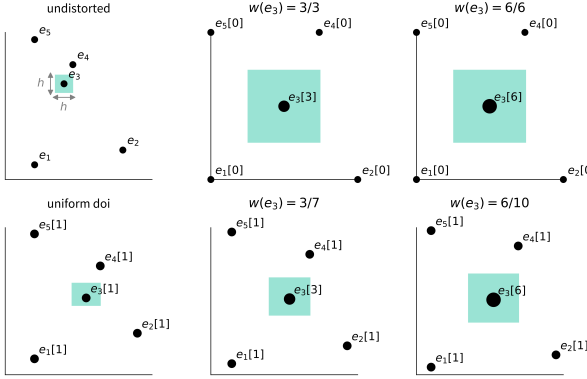 undistorted
e5
e4
e3
h
h
e2
e1
w(e3) = 3/3
e5[0]
e4[0]
e3[3]
e1[0]
e2[0]
w(e3) = 6/6
e5[0]
e4[0]
e3[6]
e1[0]
e2[0
uniform doi
e5[1]
e4[1]
e3[1]
e2[1]
e1[1]
w(e3) = 3/7
e5[1]
e4[1]
e3[3]
e2[1]
e1[1]
w(e3) = 6/10
e5[1]
e4[1]
e3[6]
e2[1]
e1[1]